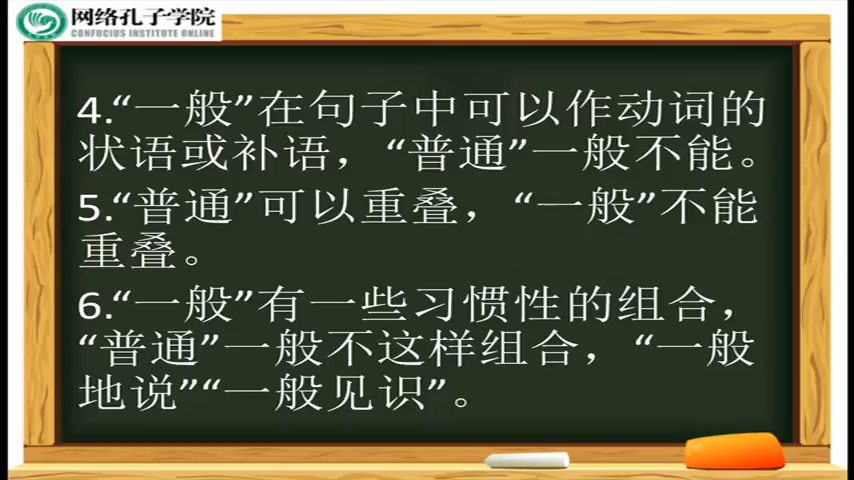 网络孔子学院
CONFUCIUS INSTITUTE ONLINE
4.“一般”在句子中可以作动词的
状语或补语，“普通”一般不能。
5.“普通”可以重叠，“一般”不能
重叠。
6.“一般”有一些习惯性的组合，
“普通”一般不这样组合，“一般
地说”“一般见识”。